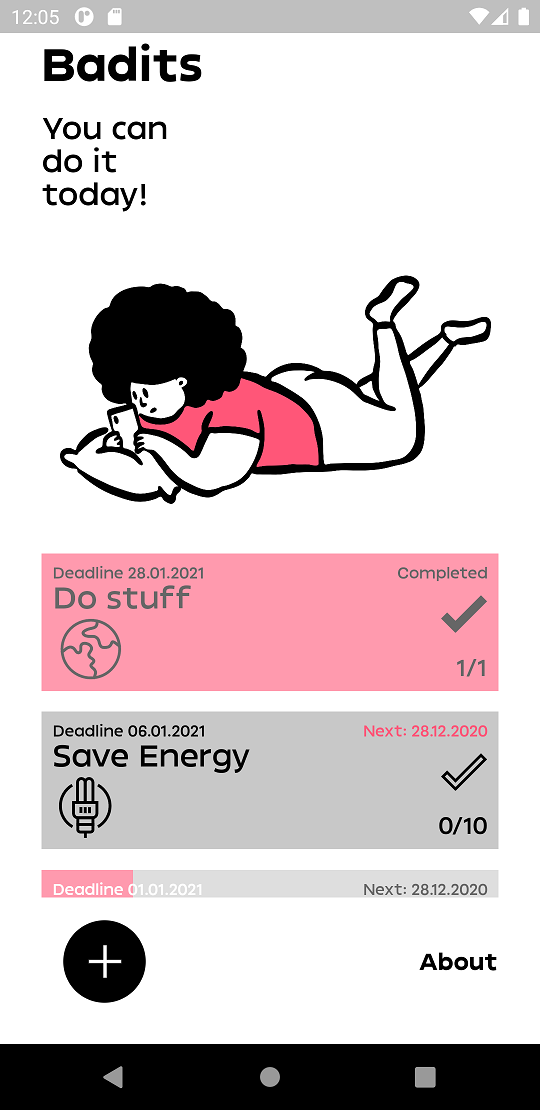 12:05
Badits
You can
do it
today!
Deadline 28.01.2021
Completed
Do stuff
1/1
Deadline 06.01.2021
Next: 28.12.2020
Save Energy
0/10
Deadline 01.01.2021
Next: 28.12.2020
About